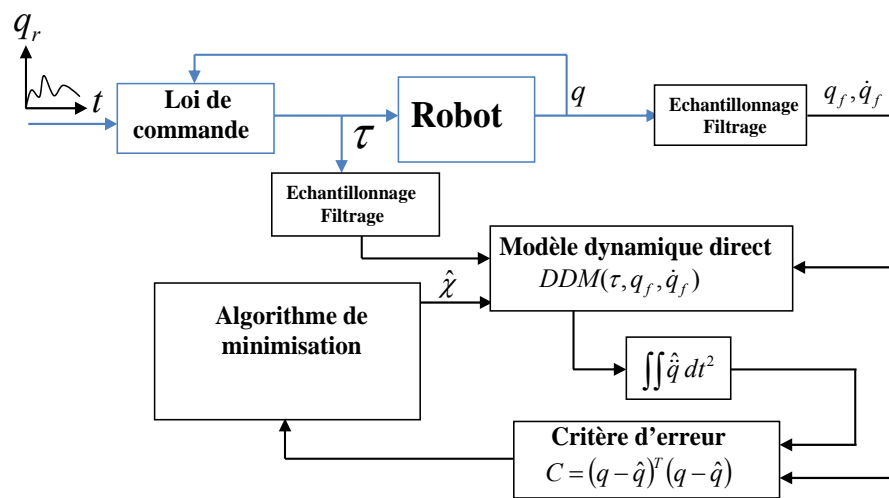 q_r
t
Loi de
commande
τ
Robot
q
Echantillonnage
Filtrage
q_f, q̇_f
Echantillonnage
Filtrage
Modèle dynamique direct
DDM(τ, q_f, q̇_f)
χ̂
Algorithme de
minimisation
∬ q̈̂ dt²
Critère d'erreur
C = (q − q̂)^T (q − q̂)